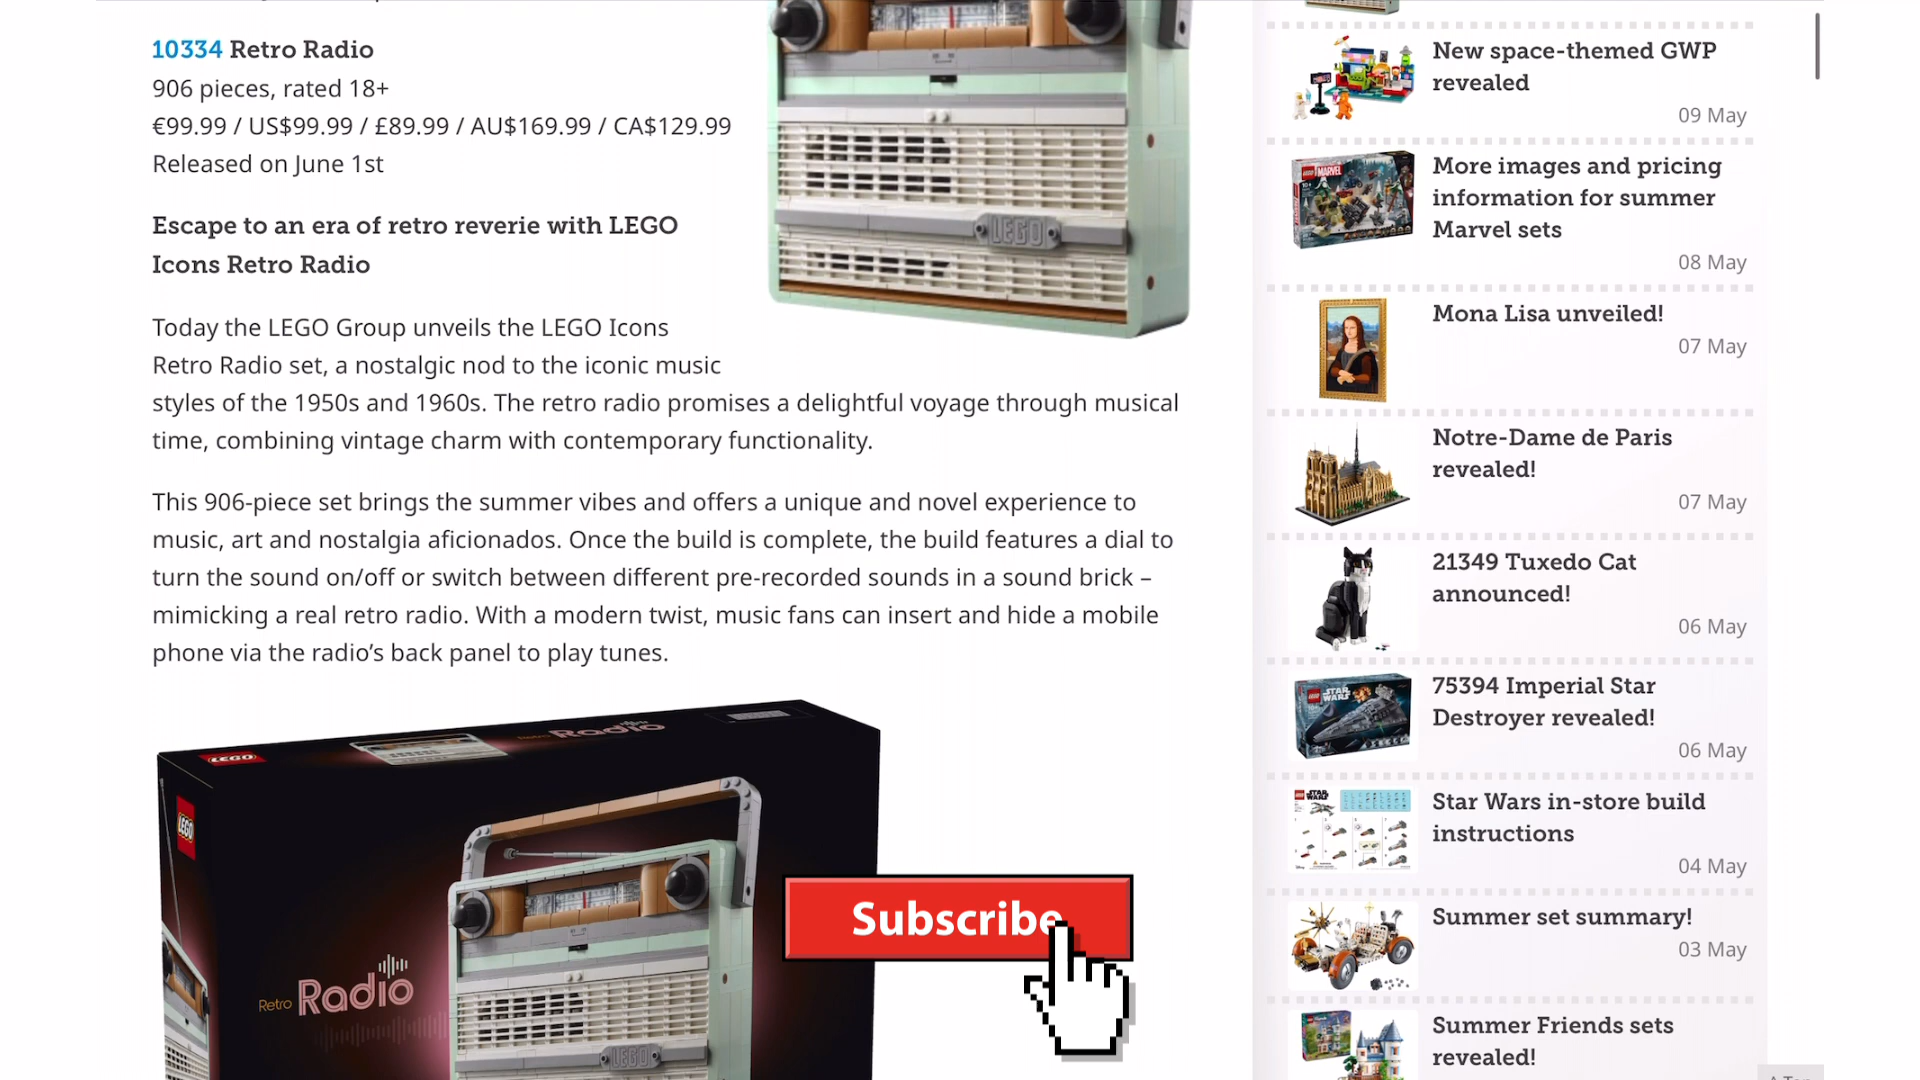 10334 Retro Radio
906 pieces, rated 18+
€99.99 / US$99.99 / £89.99 / AU$169.99 / CA$129.99
Released on June 1st
Escape to an era of retro reverie with LEGO
Icons Retro Radio
Today the LEGO Group unveils the LEGO Icons
Retro Radio set, a nostalgic nod to the iconic music
styles of the 1950s and 1960s. The retro radio promises a delightful voyage through musical
time, combining vintage charm with contemporary functionality.
This 906-piece set brings the summer vibes and offers a unique and novel experience to
music, art and nostalgia aficionados. Once the build is complete, the build features a dial to
turn the sound on/off or switch between different pre-recorded sounds in a sound brick –
mimicking a real retro radio. With a modern twist, music fans can insert and hide a mobile
phone via the radio’s back panel to play tunes.
LEGO
Retro Radio
LEGO
LEGO
Retro Radio
LEGO
Subscribe
New space-themed GWP
revealed
09 May
MARVEL
More images and pricing
information for summer
Marvel sets
08 May
Mona Lisa unveiled!
07 May
Notre-Dame de Paris
revealed!
07 May
21349 Tuxedo Cat
announced!
06 May
STAR WARS
75394 Imperial Star
Destroyer revealed!
06 May
STAR WARS
Star Wars in-store build
instructions
04 May
Summer set summary!
03 May
Summer Friends sets
revealed!